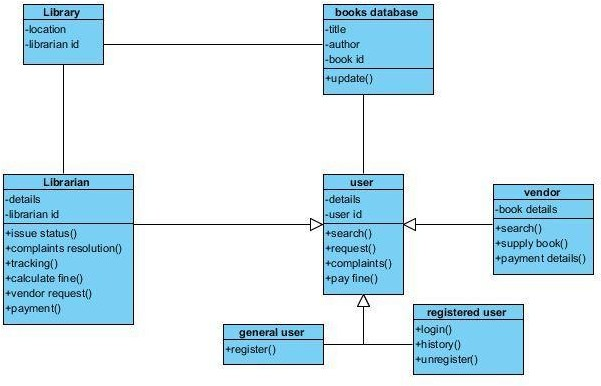 Library
-location
-librarian id
books database
-title
-author
-book id
+update()
Librarian
-details
-librarian id
+issue status()
+complaints resolution()
+tracking()
+calculate fine()
+vendor request()
+payment()
user
-details
-user id
+search()
+request()
+complaints()
+pay fine()
vendor
-book details
+search()
+supply book()
+payment details()
general user
+register()
registered user
+login()
+history()
+unregister()